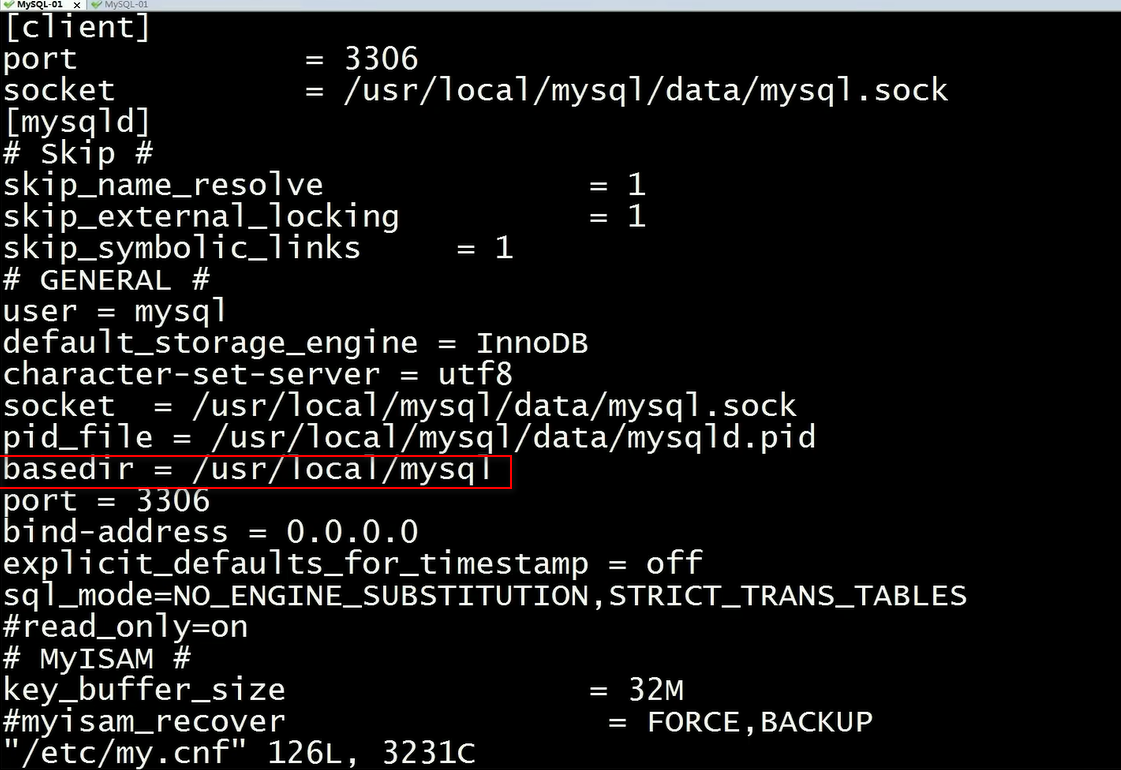 MySQL-01 x MySQL-01
[client]
port = 3306
socket = /usr/local/mysql/data/mysql.sock
[mysqld]
# Skip #
skip_name_resolve = 1
skip_external_locking = 1
skip_symbolic_links = 1
# GENERAL #
user = mysql
default_storage_engine = InnoDB
character-set-server = utf8
socket = /usr/local/mysql/data/mysql.sock
pid_file = /usr/local/mysql/data/mysqld.pid
basedir = /usr/local/mysql
port = 3306
bind-address = 0.0.0.0
explicit_defaults_for_timestamp = off
sql_mode=NO_ENGINE_SUBSTITUTION,STRICT_TRANS_TABLES
#read_only=on
# MyISAM #
key_buffer_size = 32M
#myisam_recover = FORCE,BACKUP
"/etc/my.cnf" 126L, 3231C